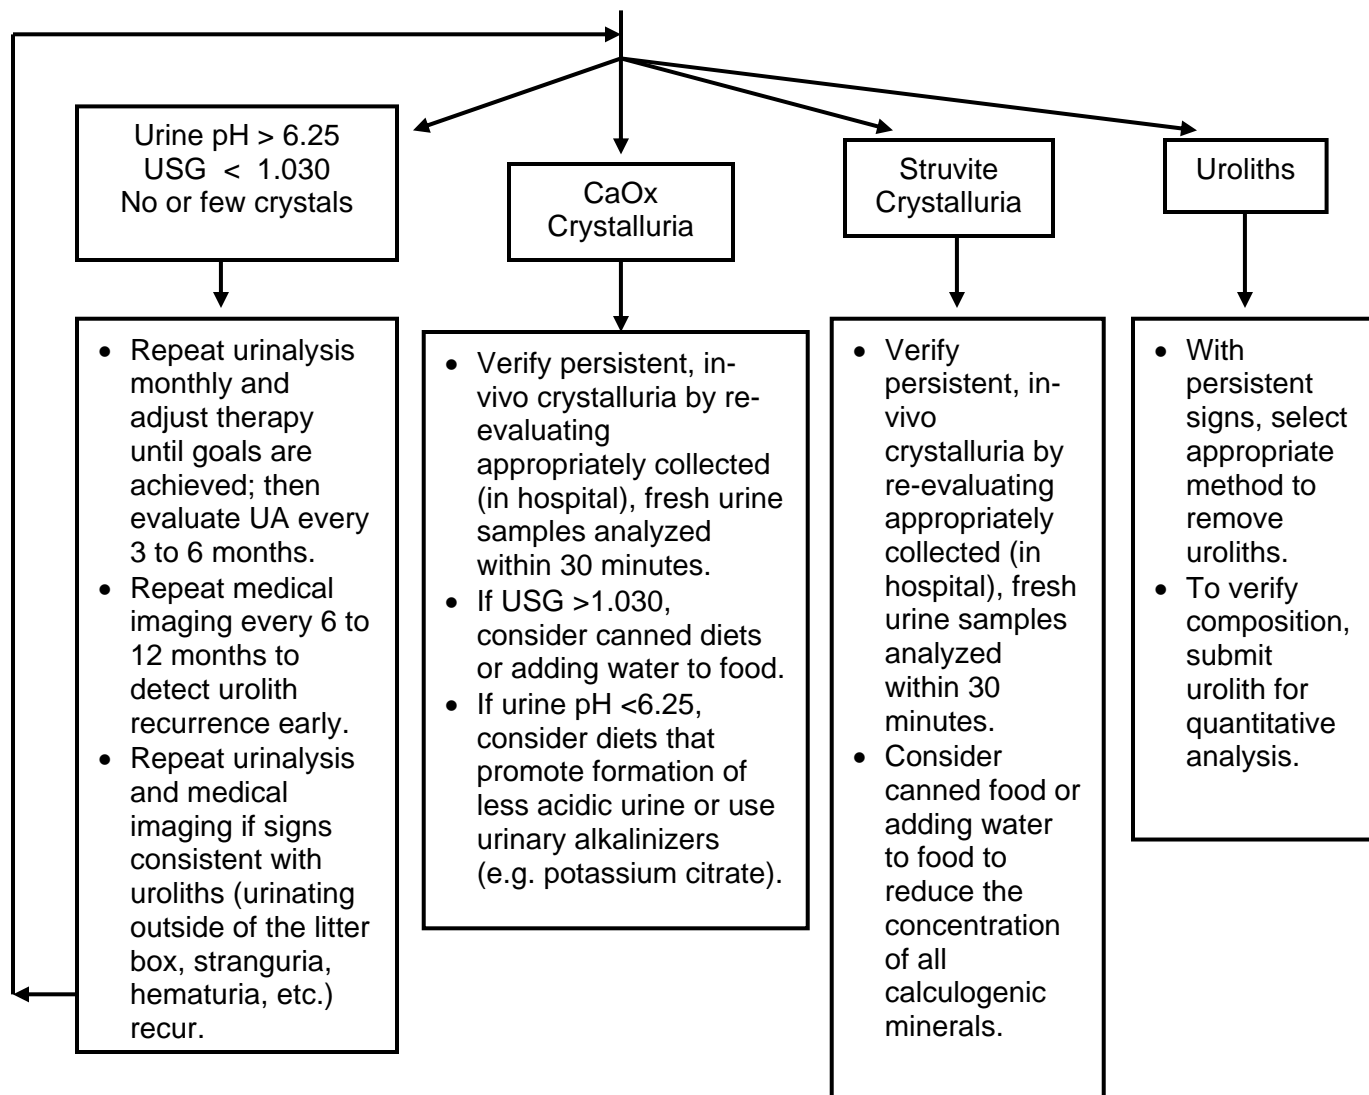 Urine pH > 6.25
USG < 1.030
No or few crystals
CaOx
Crystalluria
Struvite
Crystalluria
Uroliths
• Repeat urinalysis
monthly and
adjust therapy
until goals are
achieved; then
evaluate UA every
3 to 6 months.
• Repeat medical
imaging every 6 to
12 months to
detect urolith
recurrence early.
• Repeat urinalysis
and medical
imaging if signs
consistent with
uroliths (urinating
outside of the litter
box, stranguria,
hematuria, etc.)
recur.
• Verify persistent, in-
vivo crystalluria by re-
evaluating
appropriately collected
(in hospital), fresh urine
samples analyzed
within 30 minutes.
• If USG >1.030,
consider canned diets
or adding water to food.
• If urine pH <6.25,
consider diets that
promote formation of
less acidic urine or use
urinary alkalinizers
(e.g. potassium citrate).
• Verify
persistent, in-
vivo
crystalluria by
re-evaluating
appropriately
collected (in
hospital), fresh
urine samples
analyzed
within 30
minutes.
• Consider
canned food or
adding water
to food to
reduce the
concentration
of all
calculogenic
minerals.
• With
persistent
signs, select
appropriate
method to
remove
uroliths.
• To verify
composition,
submit
urolith for
quantitative
analysis.